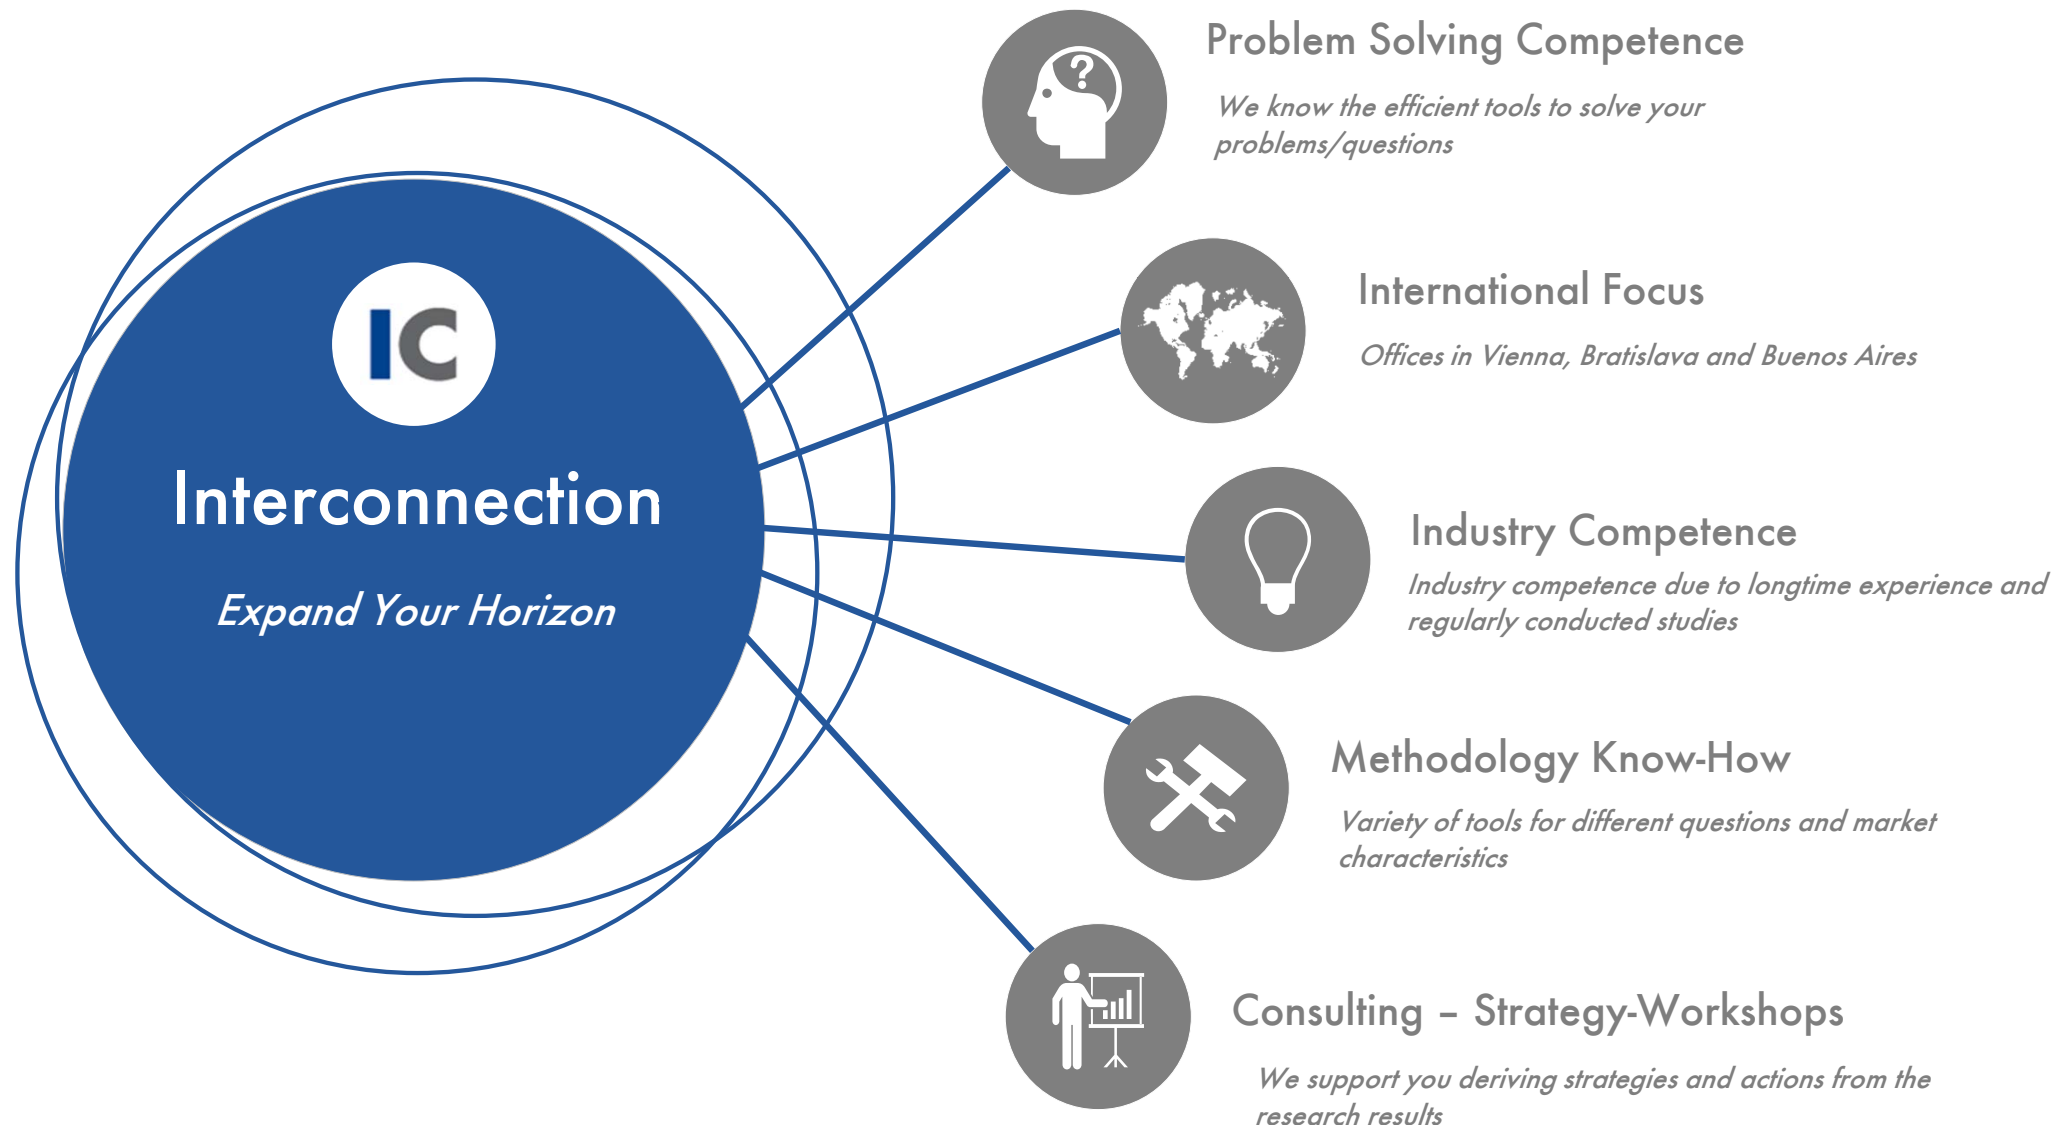 IC
Interconnection
Expand Your Horizon
?
Problem Solving Competence
We know the efficient tools to solve your
problems/questions
International Focus
Offices in Vienna, Bratislava and Buenos Aires
Industry Competence
Industry competence due to longtime experience and
regularly conducted studies
Methodology Know-How
Variety of tools for different questions and market
characteristics
Consulting – Strategy-Workshops
We support you deriving strategies and actions from the
research results